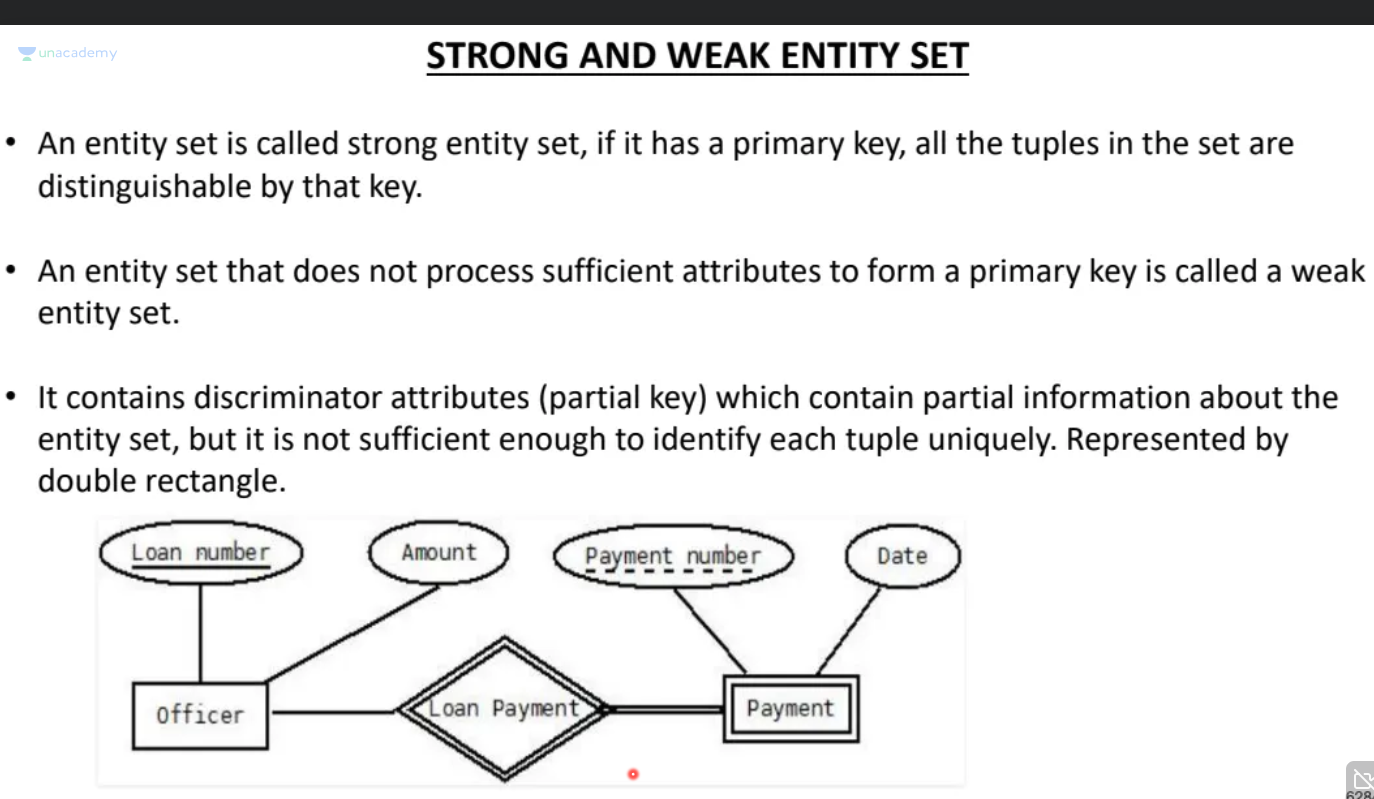 unacademy
STRONG AND WEAK ENTITY SET
• An entity set is called strong entity set, if it has a primary key, all the tuples in the set are
distinguishable by that key.
• An entity set that does not process sufficient attributes to form a primary key is called a weak
entity set.
• It contains discriminator attributes (partial key) which contain partial information about the
entity set, but it is not sufficient enough to identify each tuple uniquely. Represented by
double rectangle.
Loan number Amount Payment number Date
Officer Loan Payment Payment